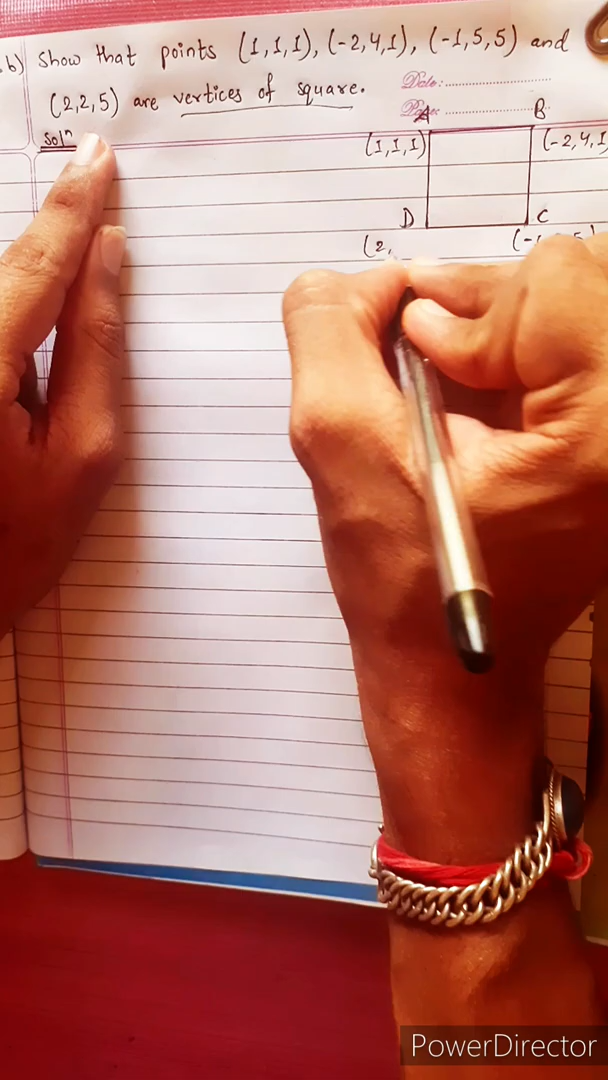 b) Show that points (1,1,1), (-2,4,1), (-1,5,5) and
(2,2,5) are vertices of square.
Date:
Solⁿ
A B
(1,1,1) (-2,4,1
D C
(2,
PowerDirector